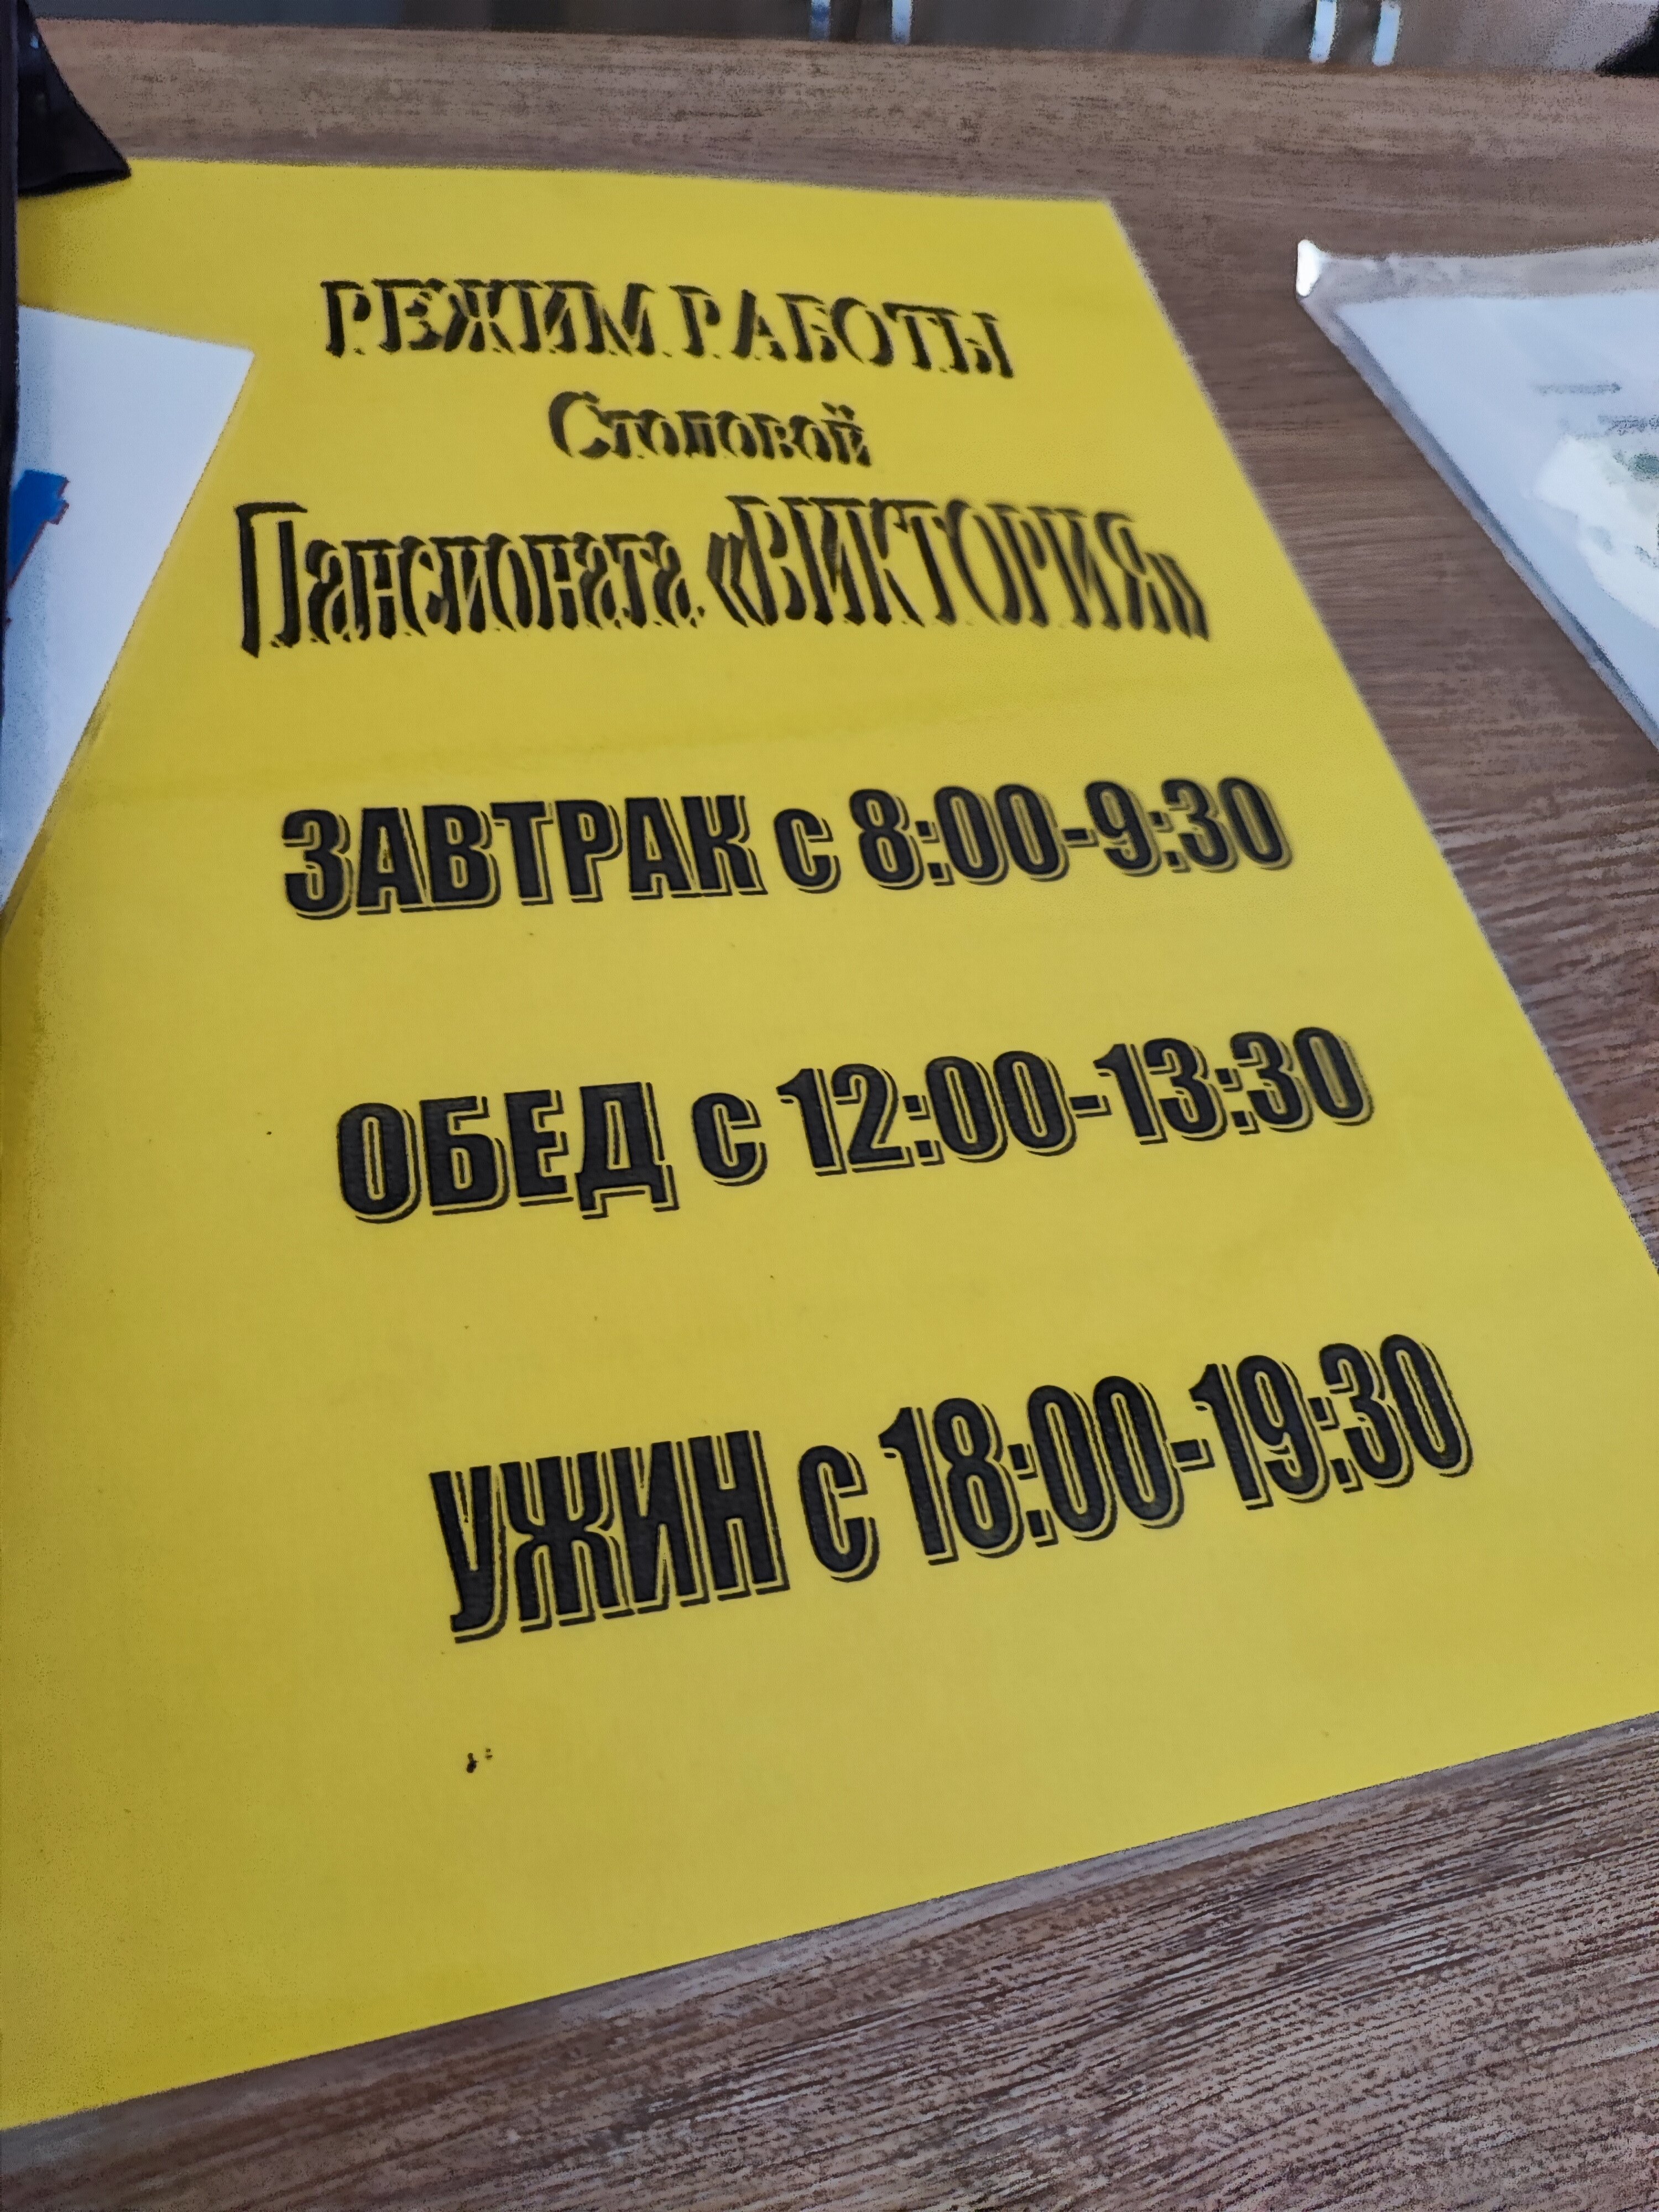 РЕЖИМ РАБОТЫ
Столовой
Пансионата «ВИКТОРИЯ»
ЗАВТРАК с 8:00-9:30
ОБЕД с 12:00-13:30
УЖИН с 18:00-19:30